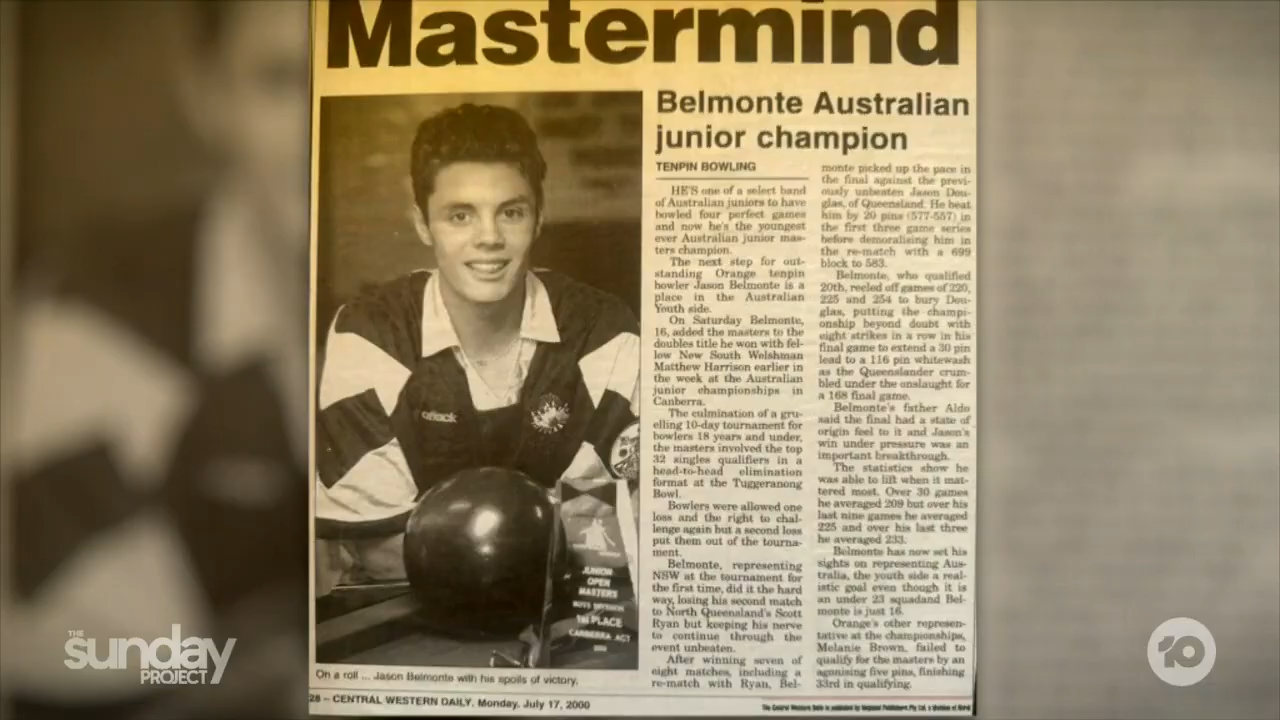 Mastermind
Belmonte Australian
junior champion
TENPIN BOWLING
HE'S one of a select band
of Australian juniors to have
bowled four perfect games
and now he's the youngest
ever Australian junior mas-
ters champion.
The next step for out-
standing Orange tenpin
bowler Jason Belmonte is a
place in the Australian
Youth side.
On Saturday Belmonte,
16, added the masters to the
doubles title he won with fel-
low New South Welshman
Matthew Harrison earlier in
the week at the Australian
junior championships in
Canberra.
The culmination of a gru-
elling 10-day tournament for
bowlers 18 years and under,
the masters involved the top
32 singles qualifiers in a
head-to-head elimination
format at the Tuggeranong
Bowl.
Bowlers were allowed one
loss and the right to chal-
lenge again but a second loss
put them out of the tourna-
ment.
Belmonte, representing
NSW at the tournament for
the first time, did it the hard
way, losing his second match
to North Queensland's Scott
Ryan but keeping his nerve
to continue through the
event unbeaten.
After winning seven of
eight matches, including a
re-match with Ryan, Bel-
monte picked up the pace in
the final against the previ-
ously unbeaten Jason Dou-
glas, of Queensland. He beat
him by 20 pins (577-557) in
the first three game series
before demoralising him in
the re-match with a 699
block to 583.
Belmonte, who qualified
20th, reeled off games of 220,
225 and 254 to bury Dou-
glas, putting the champi-
onship beyond doubt with
eight strikes in a row in his
final game to extend a 30 pin
lead to a 116 pin whitewash
as the Queenslander crum-
bled under the onslaught for
a 168 final game.
Belmonte's father Aldo
said the final had a state of
origin feel to it and Jason's
win under pressure was an
important breakthrough.
The statistics show he
was able to lift when it mat-
tered most. Over 30 games
he averaged 209 but over his
last nine games he averaged
225 and over his last three
he averaged 233.
Belmonte has now set his
sights on representing Aus-
tralia, the youth side a real-
istic goal even though it is
an under 23 squadand Bel-
monte is just 16.
Orange's other represen-
tative at the championships,
Melanie Brown, failed to
qualify for the masters by an
agonising five pins, finishing
33rd in qualifying.
JUNIOR
OPEN
MASTERS
BOYS DIVISION
1st PLACE
CANBERRA ACT
On a roll ... Jason Belmonte with his spoils of victory.
28 – CENTRAL WESTERN DAILY, Monday, July 17, 2000
THE
sunday
PROJECT
10